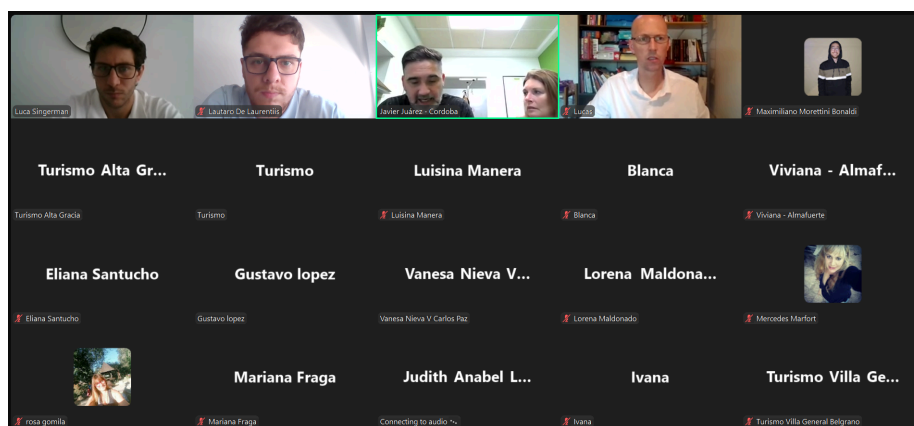 Luca Singerman
Lautaro De Laurentiis
Javier Juárez - Cordoba
Lucas
Maximiliano Morettini Bonaldi
Turismo Alta Gr...
Turismo
Luisina Manera
Blanca
Viviana - Almaf...
Turismo Alta Gracia
Turismo
Luisina Manera
Blanca
Viviana - Almafuerte
Eliana Santucho
Gustavo lopez
Vanesa Nieva V...
Lorena Maldona...
Eliana Santucho
Gustavo lopez
Vanesa Nieva V Carlos Paz
Lorena Maldonado
Mercedes Marfort
Mariana Fraga
Judith Anabel L...
Ivana
Turismo Villa Ge...
rosa gomila
Mariana Fraga
Connecting to audio
Ivana
Turismo Villa General Belgrano